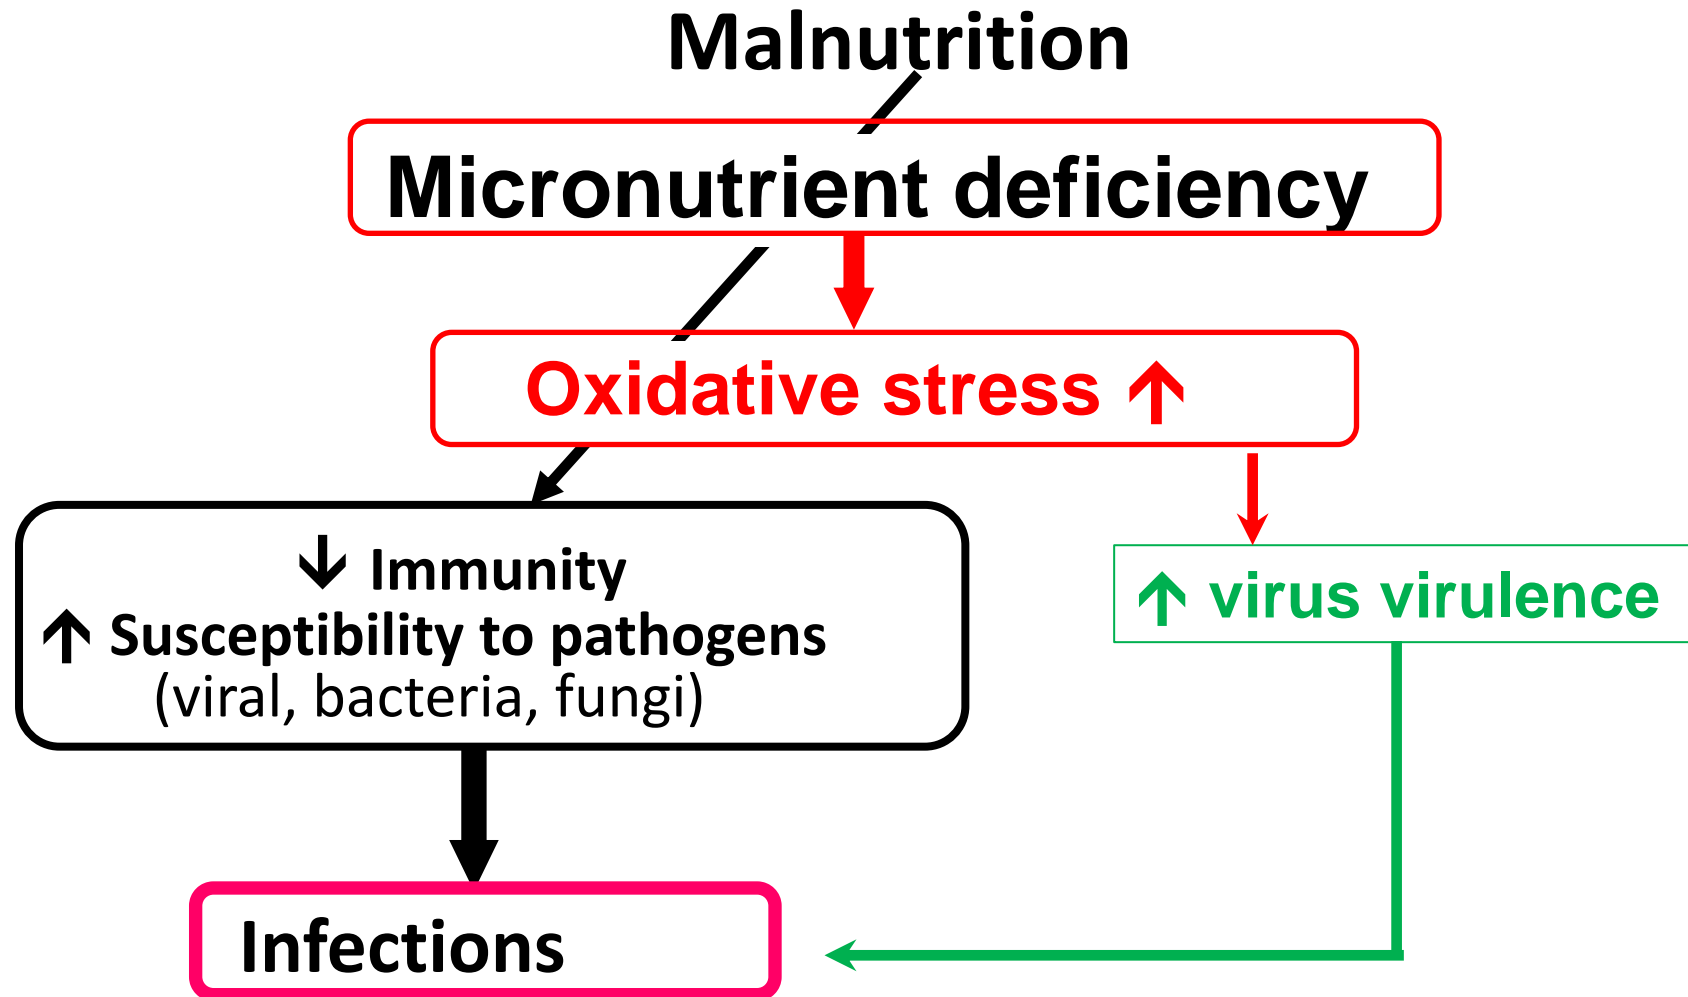 Malnutrition
Micronutrient deficiency
Oxidative stress ↑
↓ Immunity
↑ Susceptibility to pathogens
(viral, bacteria, fungi)
↑ virus virulence
Infections